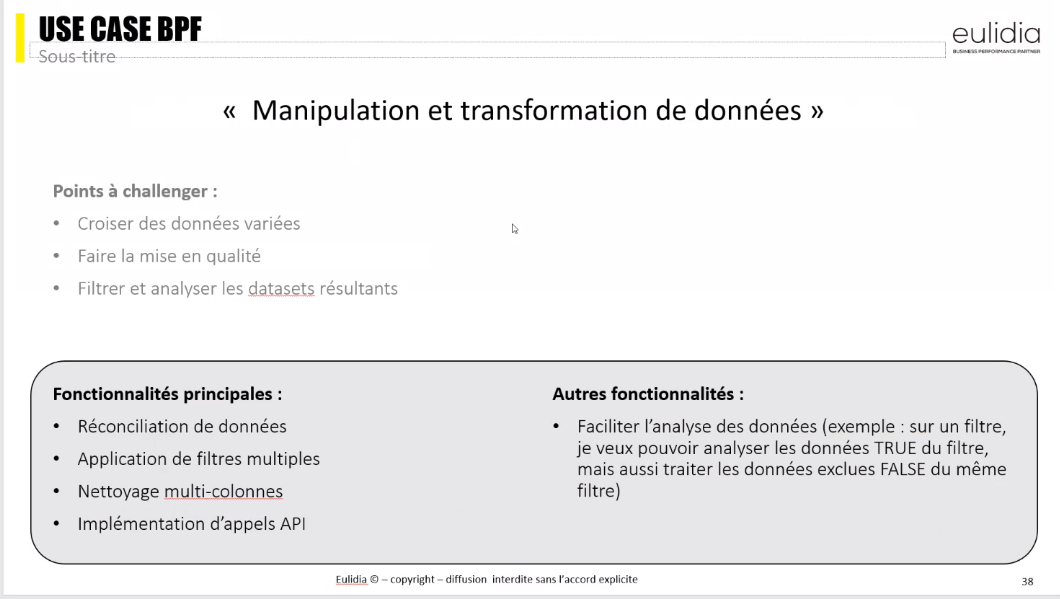 USE CASE BPF
Sous-titre
eulidia
BUSINESS PERFORMANCE PARTNER
« Manipulation et transformation de données »
Points à challenger :
• Croiser des données variées
• Faire la mise en qualité
• Filtrer et analyser les datasets résultants
Fonctionnalités principales :
• Réconciliation de données
• Application de filtres multiples
• Nettoyage multi-colonnes
• Implémentation d’appels API
Autres fonctionnalités :
• Faciliter l’analyse des données (exemple : sur un filtre,
je veux pouvoir analyser les données TRUE du filtre,
mais aussi traiter les données exclues FALSE du même
filtre)
Eulidia © – copyright – diffusion interdite sans l’accord explicite
38